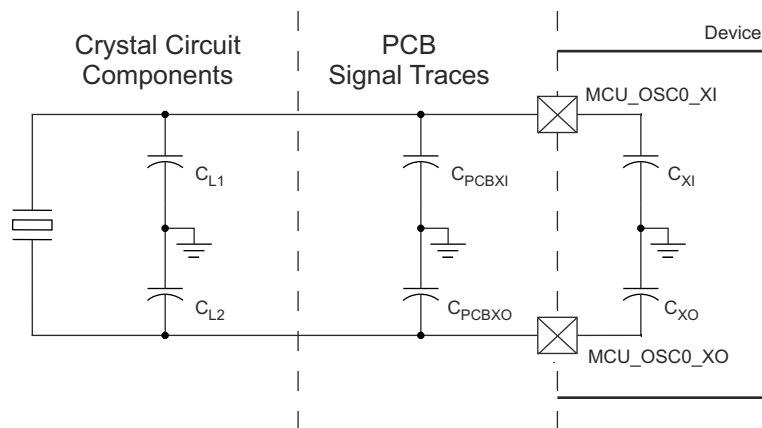 Crystal Circuit
Components
PCB
Signal Traces
Device
MCU_OSC0_XI
CL1
CPCBXI
CXI
CL2
CPCBXO
CXO
MCU_OSC0_XO